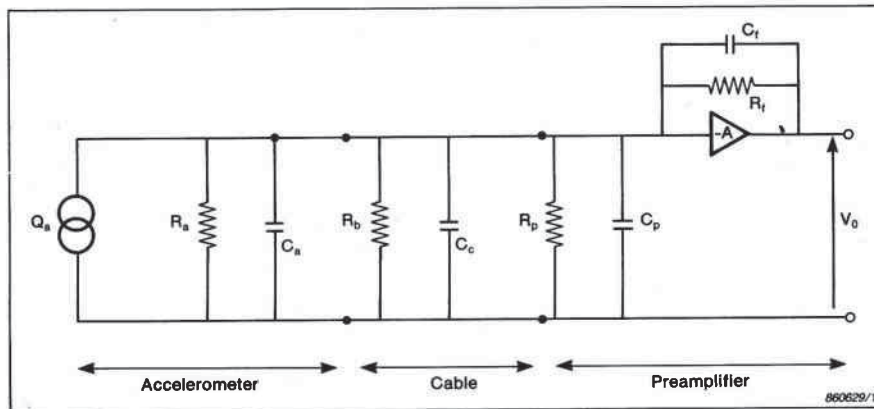 C_f
R_f
-A
Q_a
R_a
C_a
R_b
C_c
R_p
C_p
V_0
Accelerometer
Cable
Preamplifier
860629/1